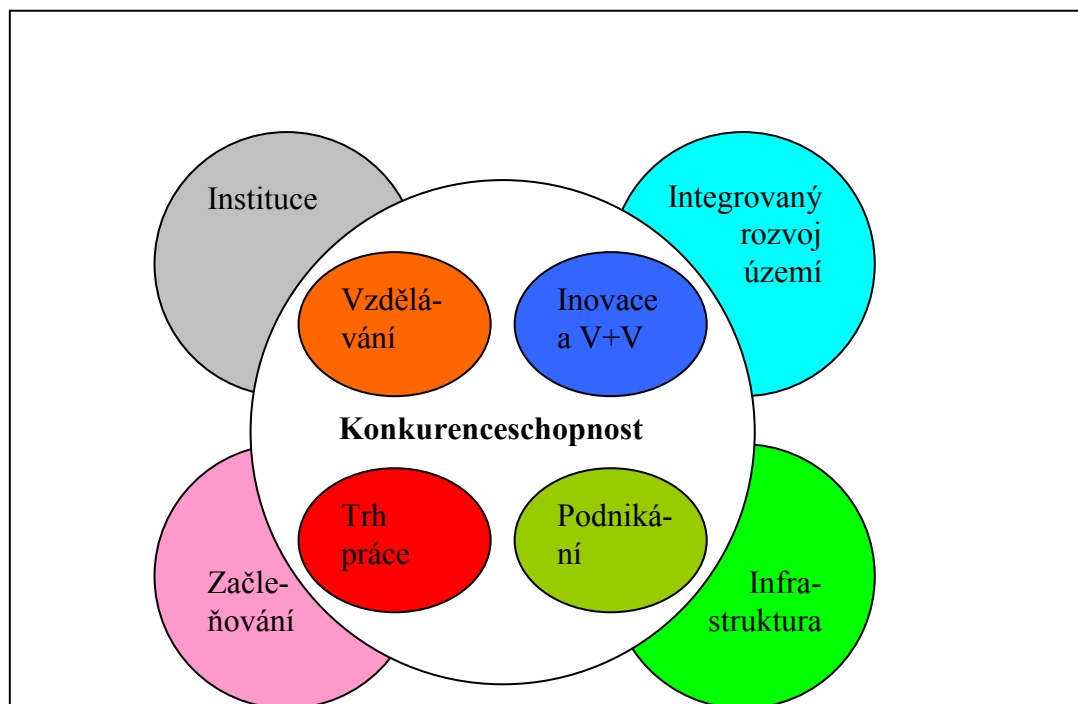 Instituce
Integrovaný
rozvoj
území
Vzdělá-
vání
Inovace
a V+V
Konkurenceschopnost
Trh
práce
Podniká-
ní
Začle-
ňování
Infra-
struktura